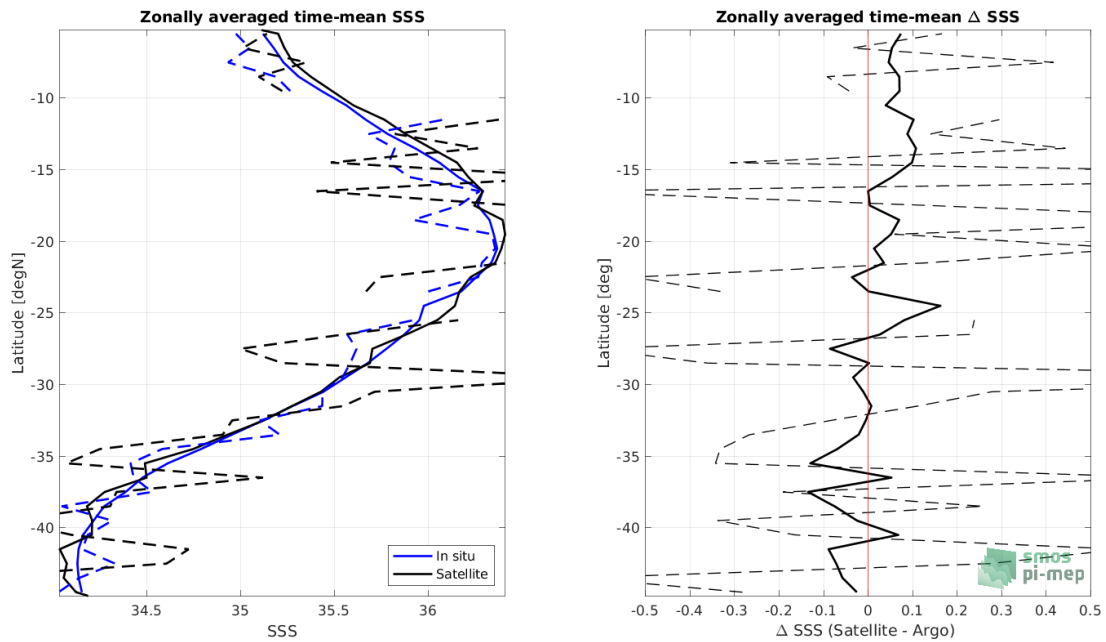 Zonally averaged time-mean SSS
-10
-15
-20
-25
-30
-35
-40
Latitude [degN]
34.5
35
35.5
36
SSS
In situ
Satellite
Zonally averaged time-mean Δ SSS
-10
-15
-20
-25
-30
-35
-40
Latitude [deg]
-0.5
-0.4
-0.3
-0.2
-0.1
0
0.1
0.2
0.3
0.4
0.5
Δ SSS (Satellite - Argo)
smos
pi-mep